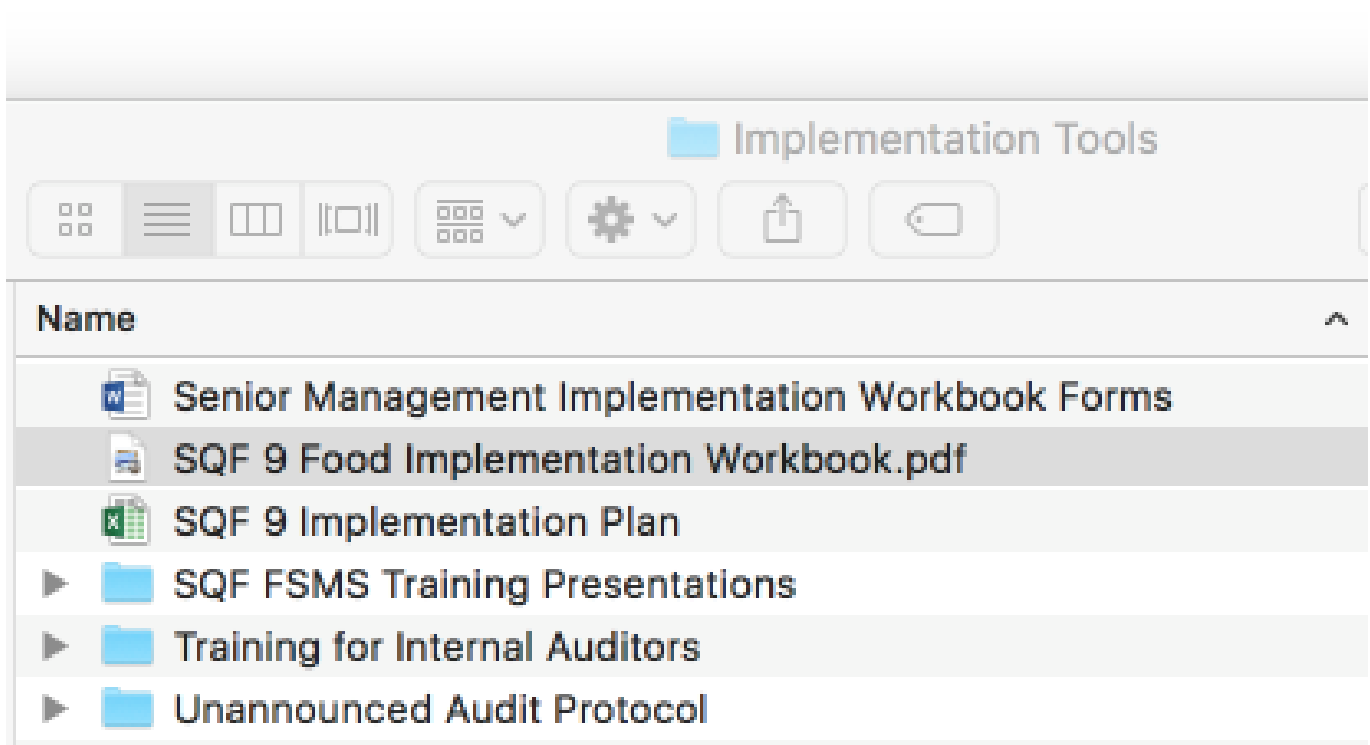 Implementation Tools
Name
Senior Management Implementation Workbook Forms
SQF 9 Food Implementation Workbook.pdf
SQF 9 Implementation Plan
SQF FSMS Training Presentations
Training for Internal Auditors
Unannounced Audit Protocol